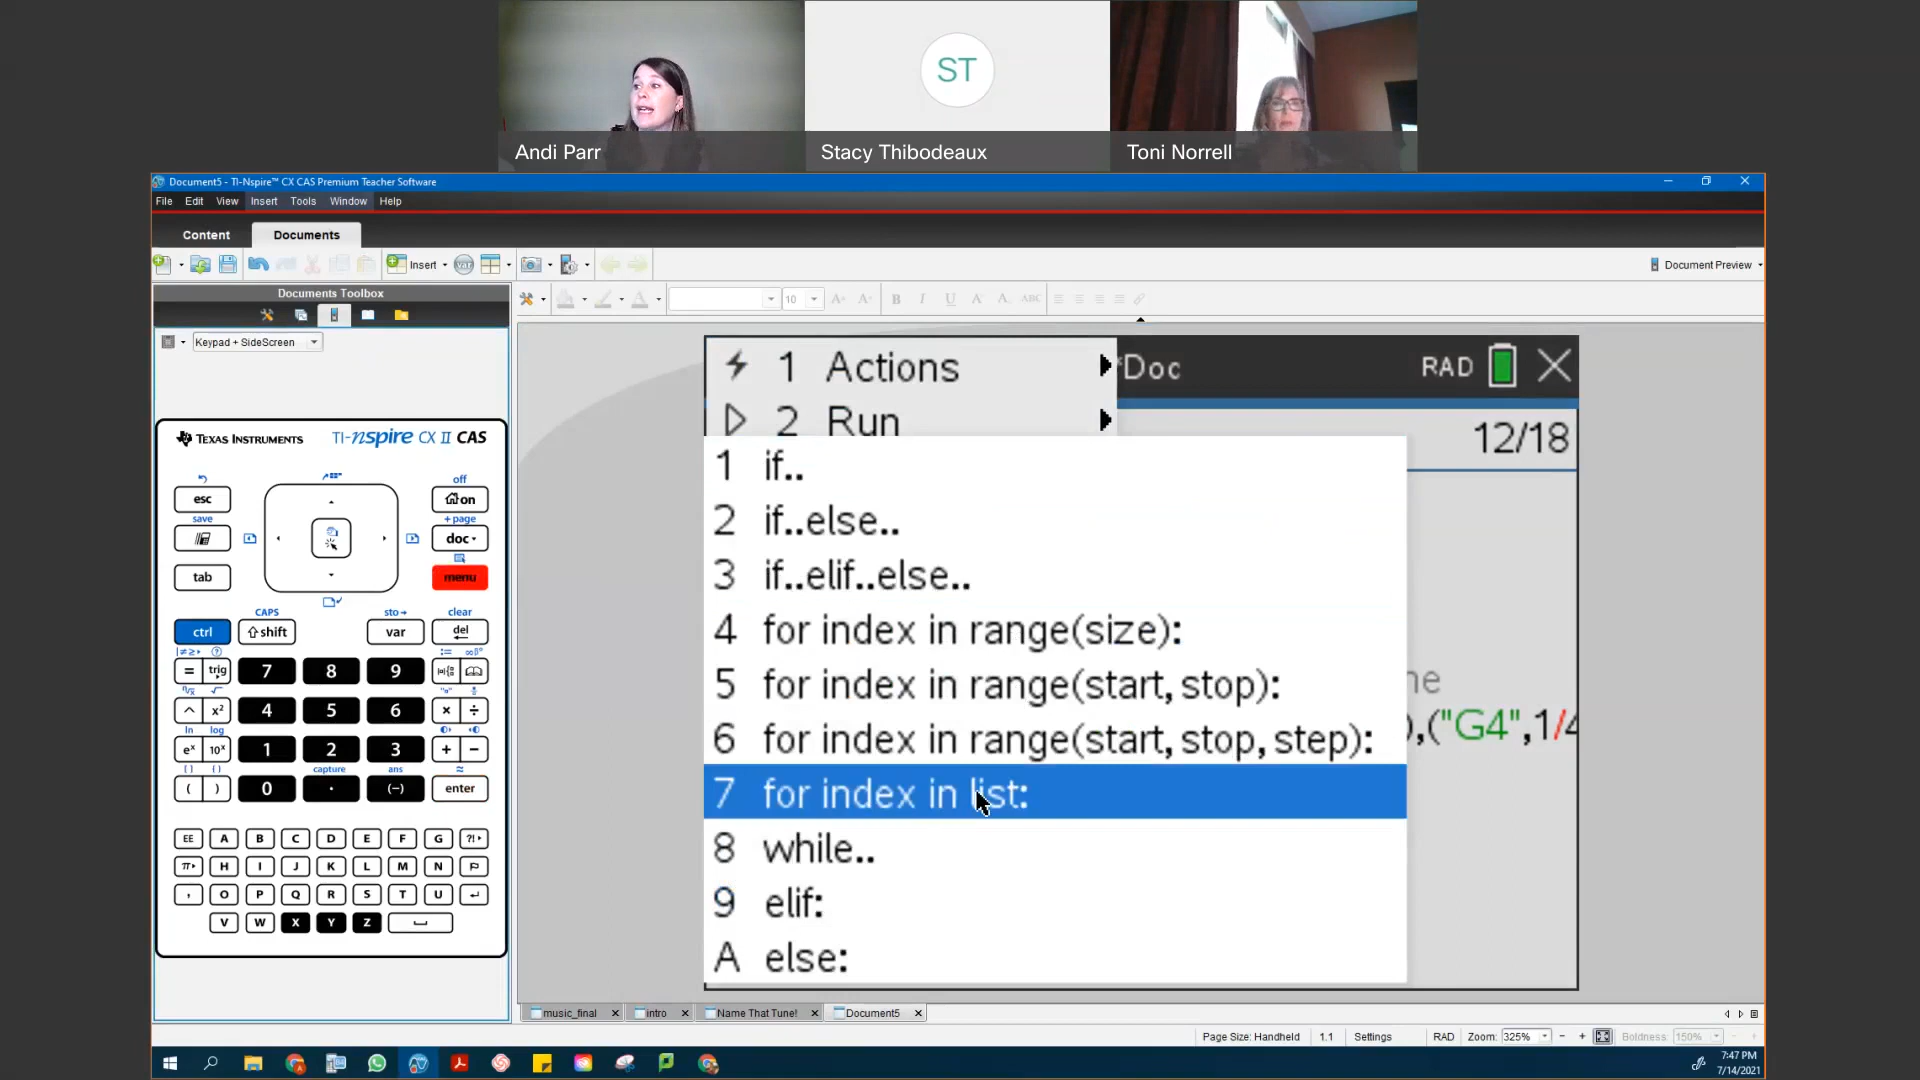 ST
Andi Parr
Stacy Thibodeaux
Toni Norrell
Document5 - TI-Nspire™ CX CAS Premium Teacher Software
File Edit View Insert Tools Window Help
Content Documents
Insert
Document Preview
Documents Toolbox
10
B I U A A ABC
Keypad + SideScreen
TEXAS INSTRUMENTS TI-nspire CX II CAS
off
esc
on
save
+ page
doc
tab
menu
CAPS sto→ clear
ctrl shift var del
= trig 7 8 9
^ x² 4 5 6 × ÷
ln log
eˣ 10ˣ 1 2 3 + −
capture ans
( ) 0 . (−) enter
EE A B C D E F G ?!
π H I J K L M N
, O P Q R S T U
V W X Y Z
1 Actions
2 Run
*Doc
RAD
12/18
1 if..
2 if..else..
3 if..elif..else..
4 for index in range(size):
5 for index in range(start,stop):
6 for index in range(start,stop,step):
7 for index in list:
8 while..
9 elif:
A else:
),("G4",1/4
music_final intro Name That Tune! Document5
Page Size: Handheld 1.1 Settings RAD Zoom: 325% Boldness: 150%
7:47 PM
7/14/2021